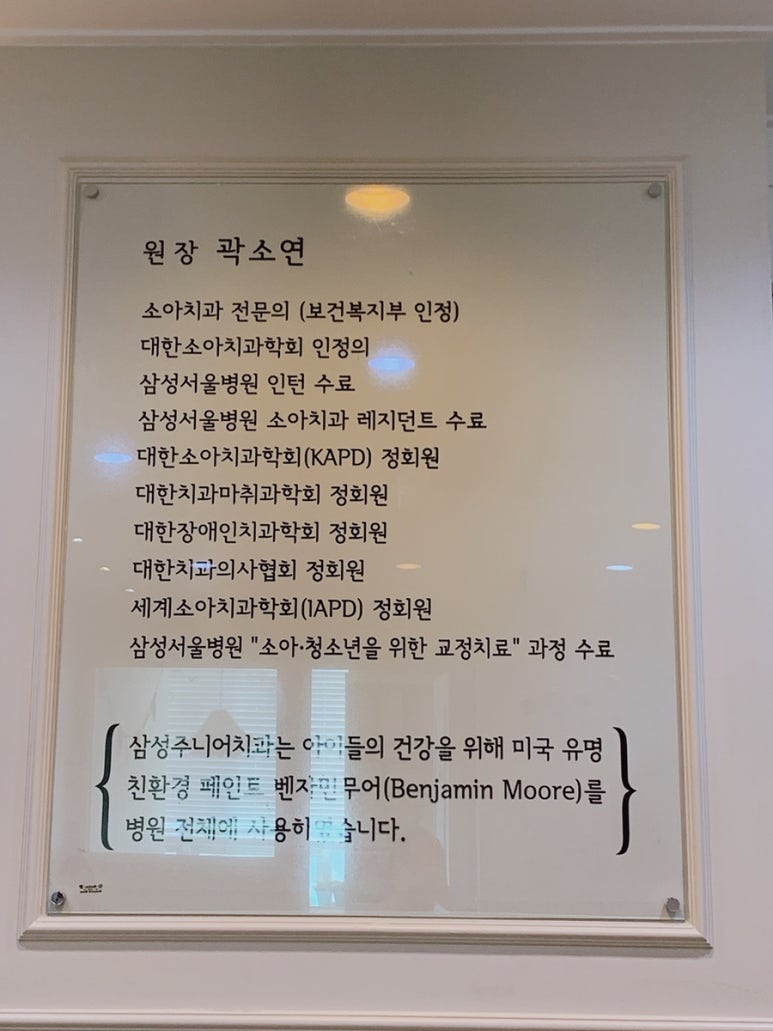 원장 곽소연
소아치과 전문의 (보건복지부 인정)
대한소아치과학회 인정의
삼성서울병원 인턴 수료
삼성서울병원 소아치과 레지던트 수료
대한소아치과학회(KAPD) 정회원
대한치과마취과학회 정회원
대한장애인치과학회 정회원
대한치과의사협회 정회원
세계소아치과학회(IAPD) 정회원
삼성서울병원 "소아·청소년을 위한 교정치료" 과정 수료
삼성주니어치과는 아이들의 건강을 위해 미국 유명
친환경 페인트 벤자민무어(Benjamin Moore)를
병원 전체에 사용하였습니다.